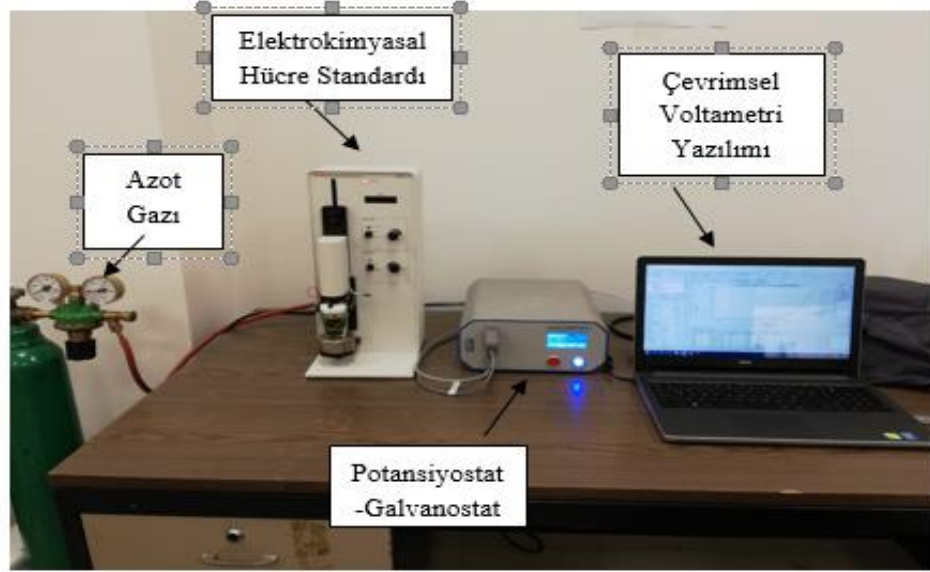 Elektrokimyasal
Hücre Standardı
Çevrimsel
Voltametri
Yazılımı
Azot
Gazı
Potansiyostat
-Galvanostat